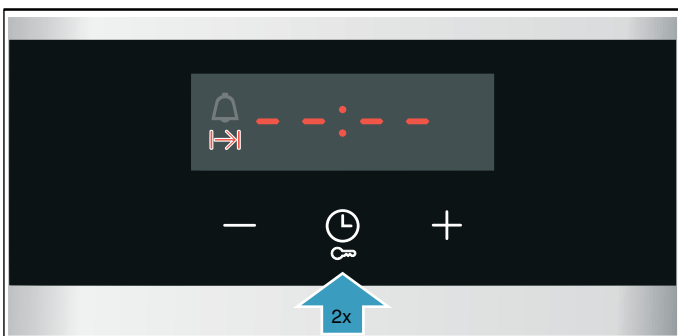 – –:– –
2x